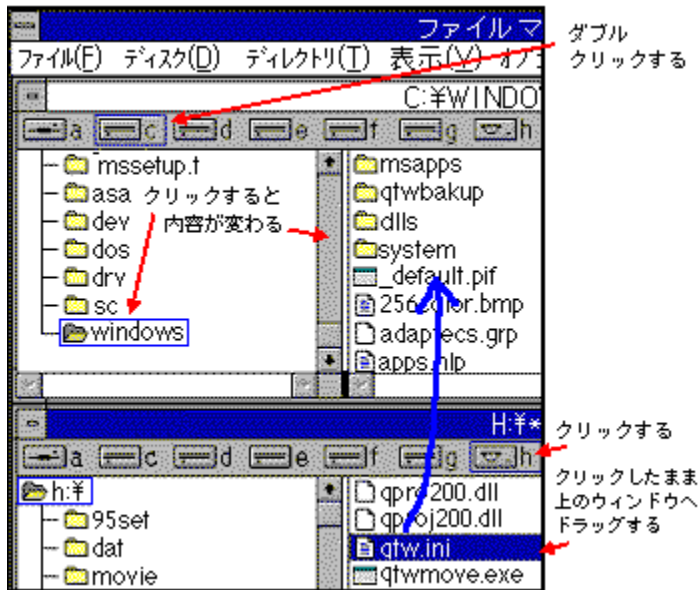 ファイル マ
ダブル
クリックする
ファイル(F) ディスク(D) ディレクトリ(T) 表示(V) オプ
C:¥WINDO
a c d e f g h
mssetup.t
asa
dev
dos
drv
sc
windows
クリックすると
内容が変わる
msapps
qtwbakup
dlls
system
_default.pif
256color.bmp
adaptecs.grp
apps.hlp
H:¥*
クリックする
a c d e f g h
クリックしたまま
上のウィンドウへ
ドラッグする
h:¥
95set
dat
movie
qpro200.dll
qproj200.dll
qtw.ini
qtwmove.exe